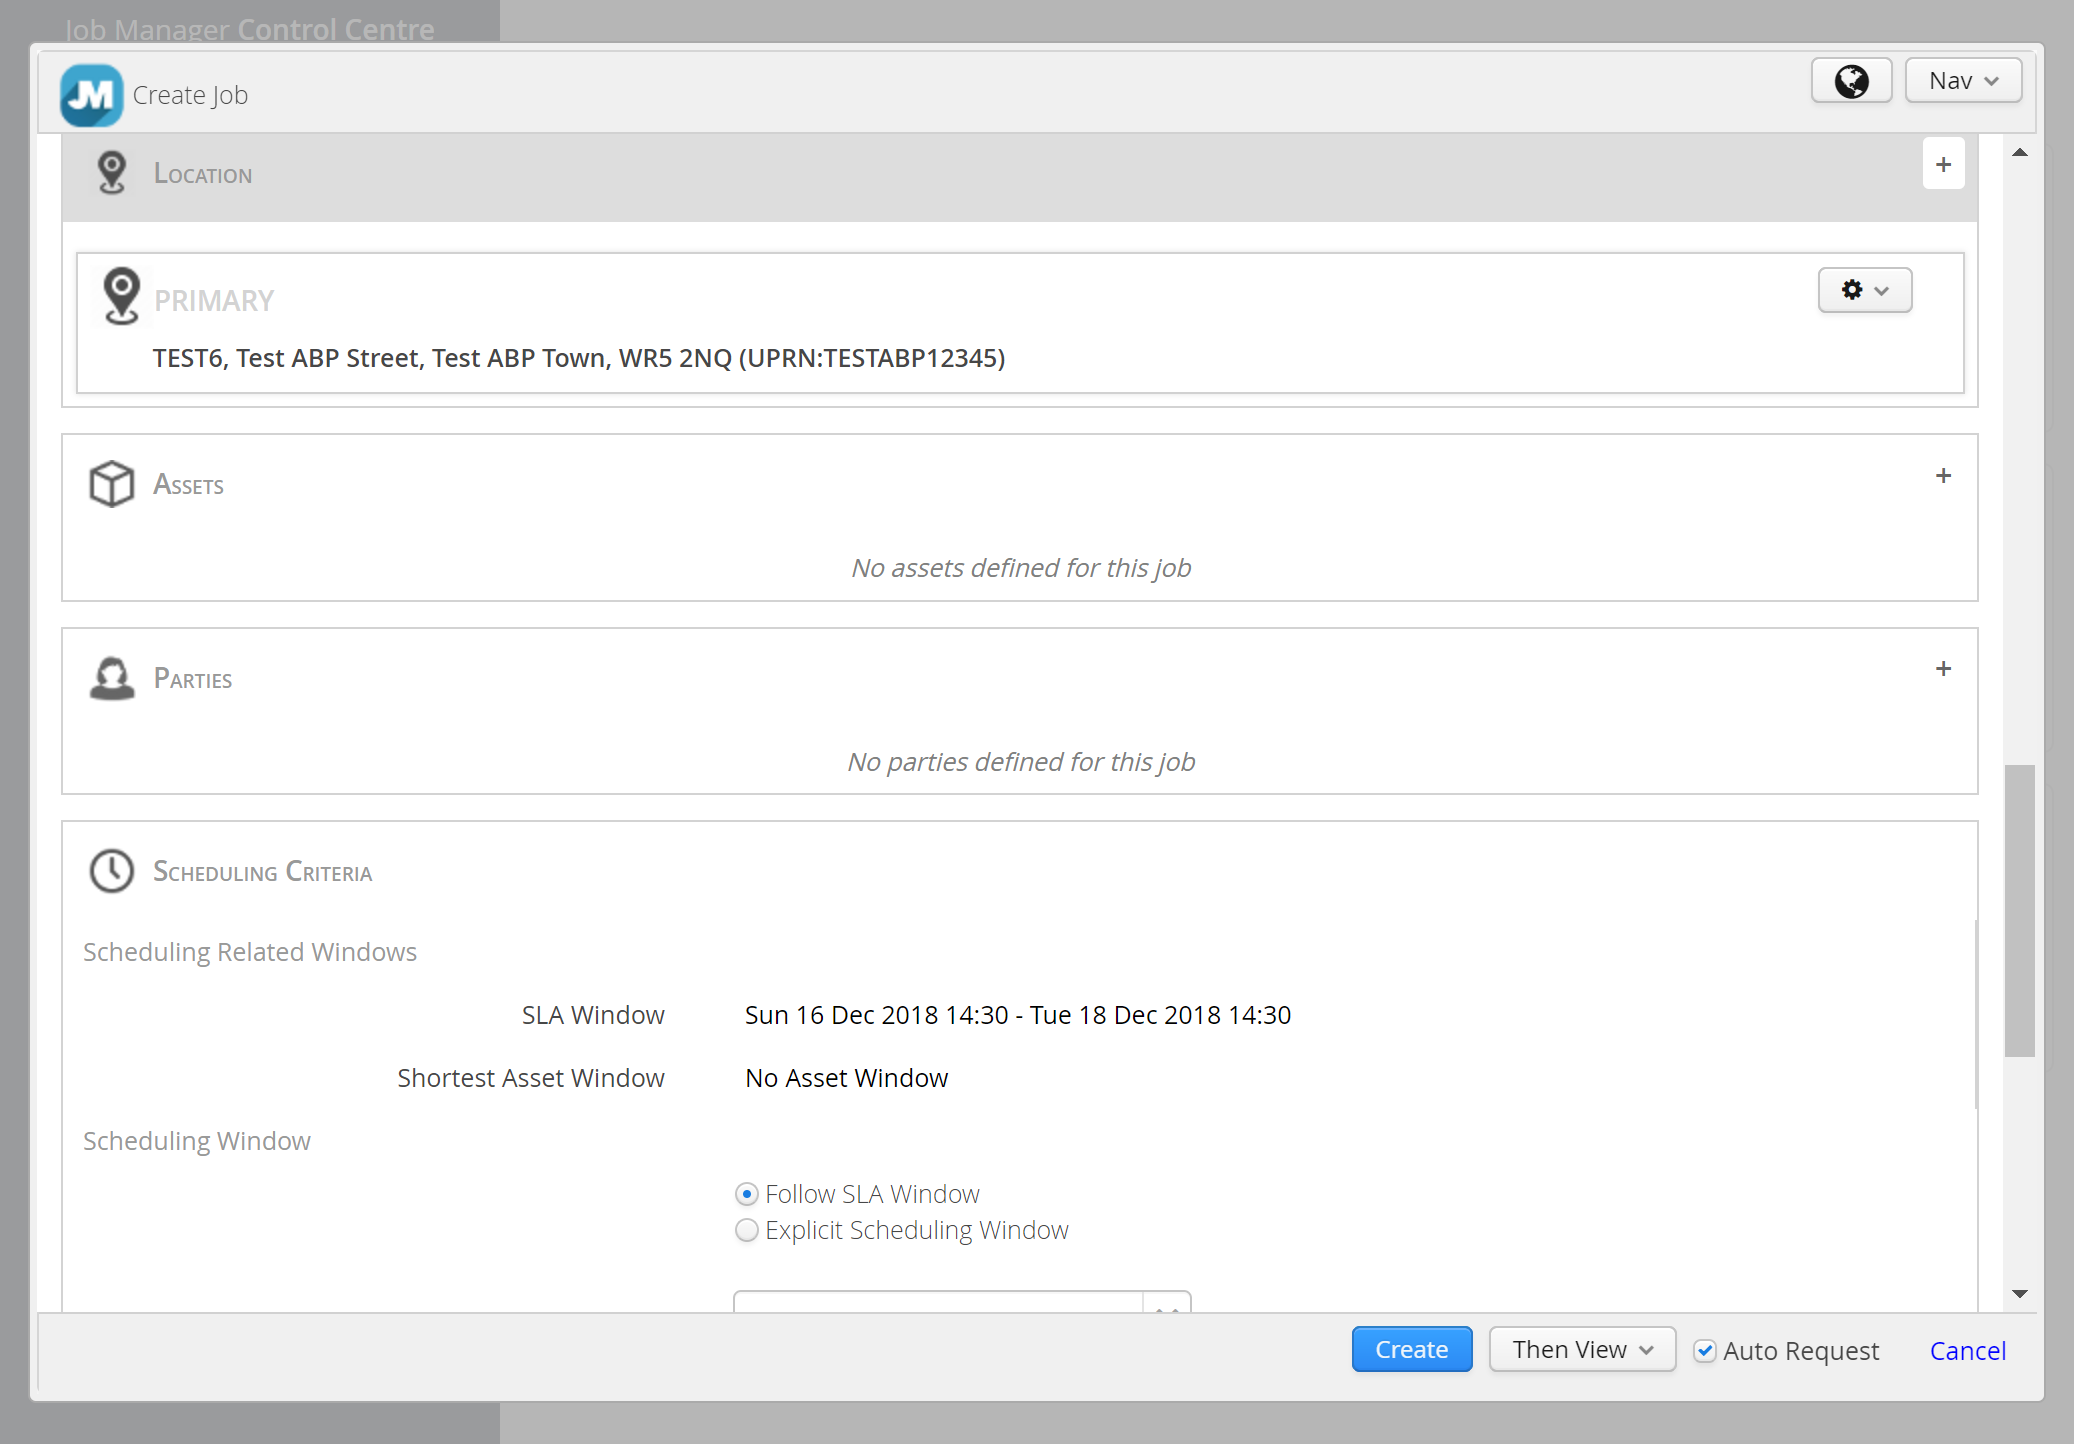 Job Manager Control Centre
JM Create Job
Nav
Location
PRIMARY
TEST6, Test ABP Street, Test ABP Town, WR5 2NQ (UPRN:TESTABP12345)
Assets
No assets defined for this job
Parties
No parties defined for this job
Scheduling Criteria
Scheduling Related Windows
SLA Window Sun 16 Dec 2018 14:30 - Tue 18 Dec 2018 14:30
Shortest Asset Window No Asset Window
Scheduling Window
Follow SLA Window
Explicit Scheduling Window
Create Then View Auto Request Cancel